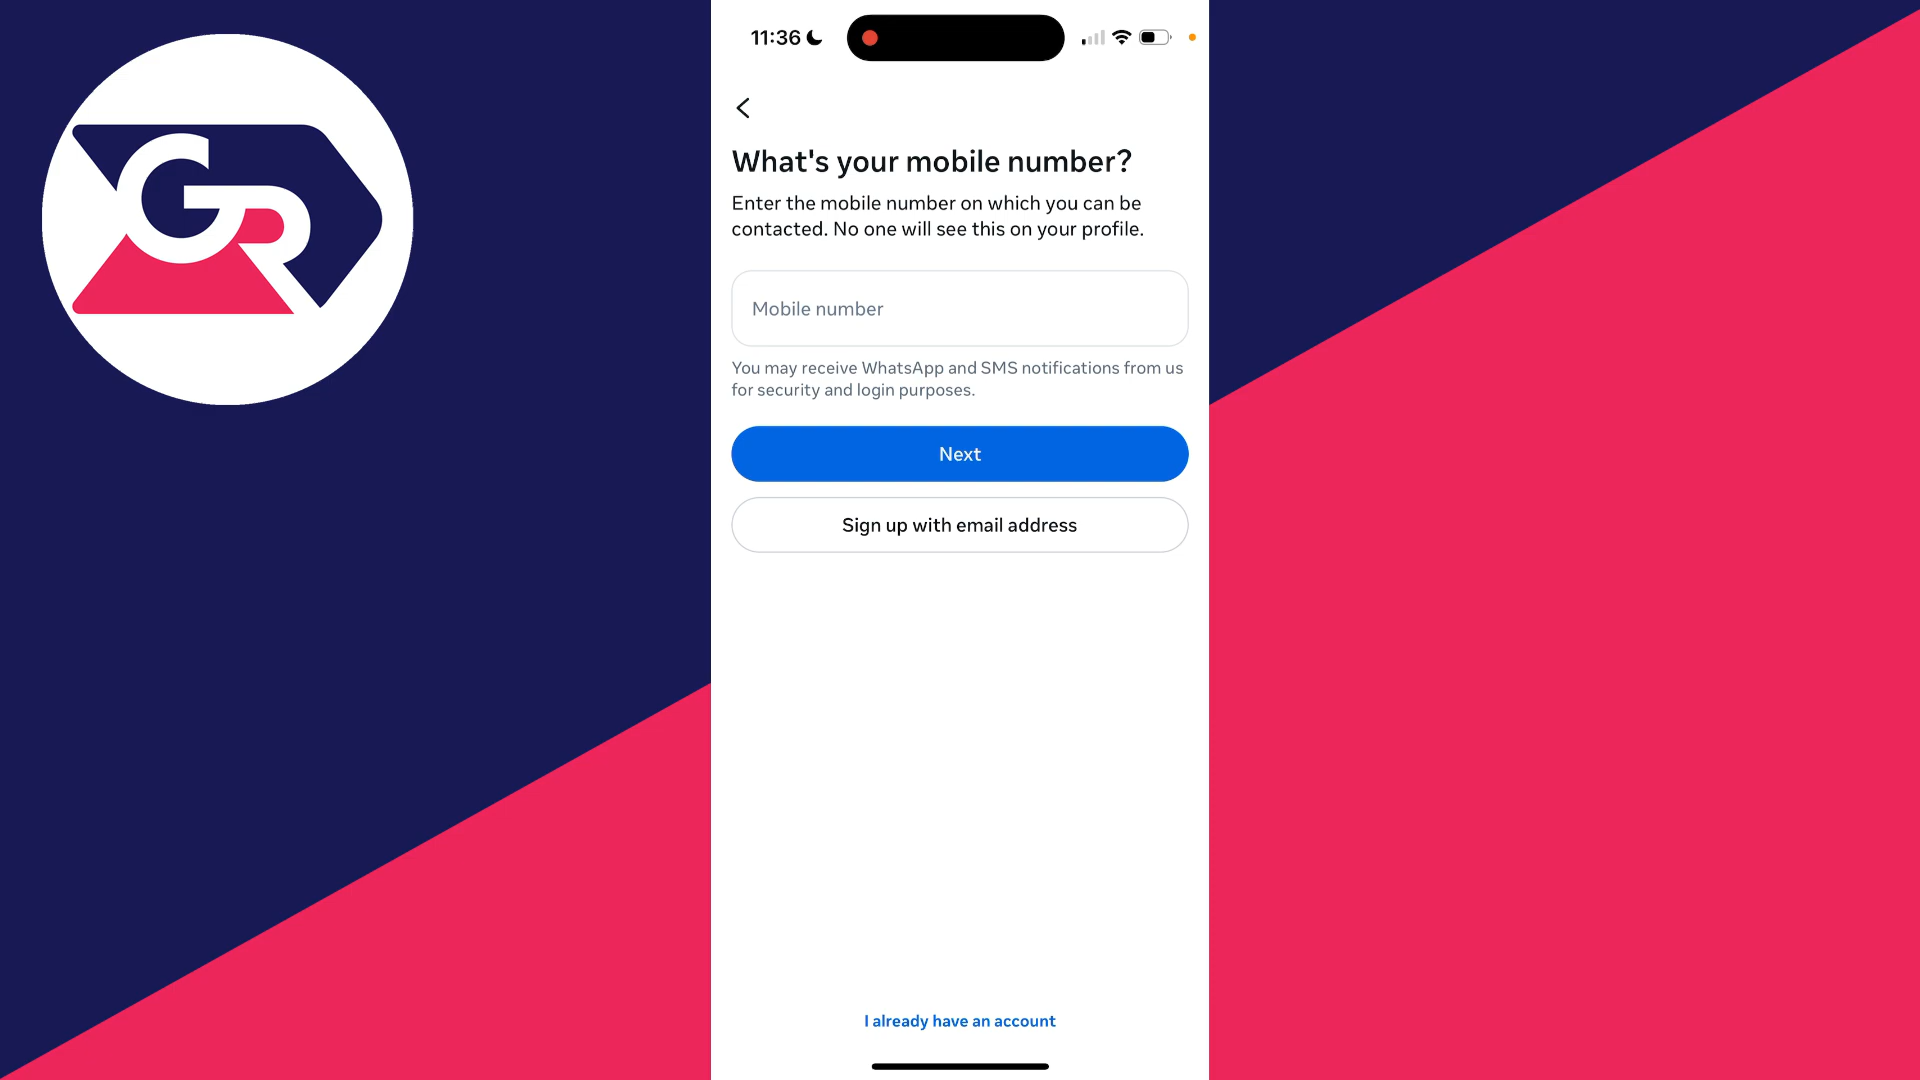 GR
11:36
What's your mobile number?
Enter the mobile number on which you can be
contacted. No one will see this on your profile.
Mobile number
You may receive WhatsApp and SMS notifications from us
for security and login purposes.
Next
Sign up with email address
I already have an account